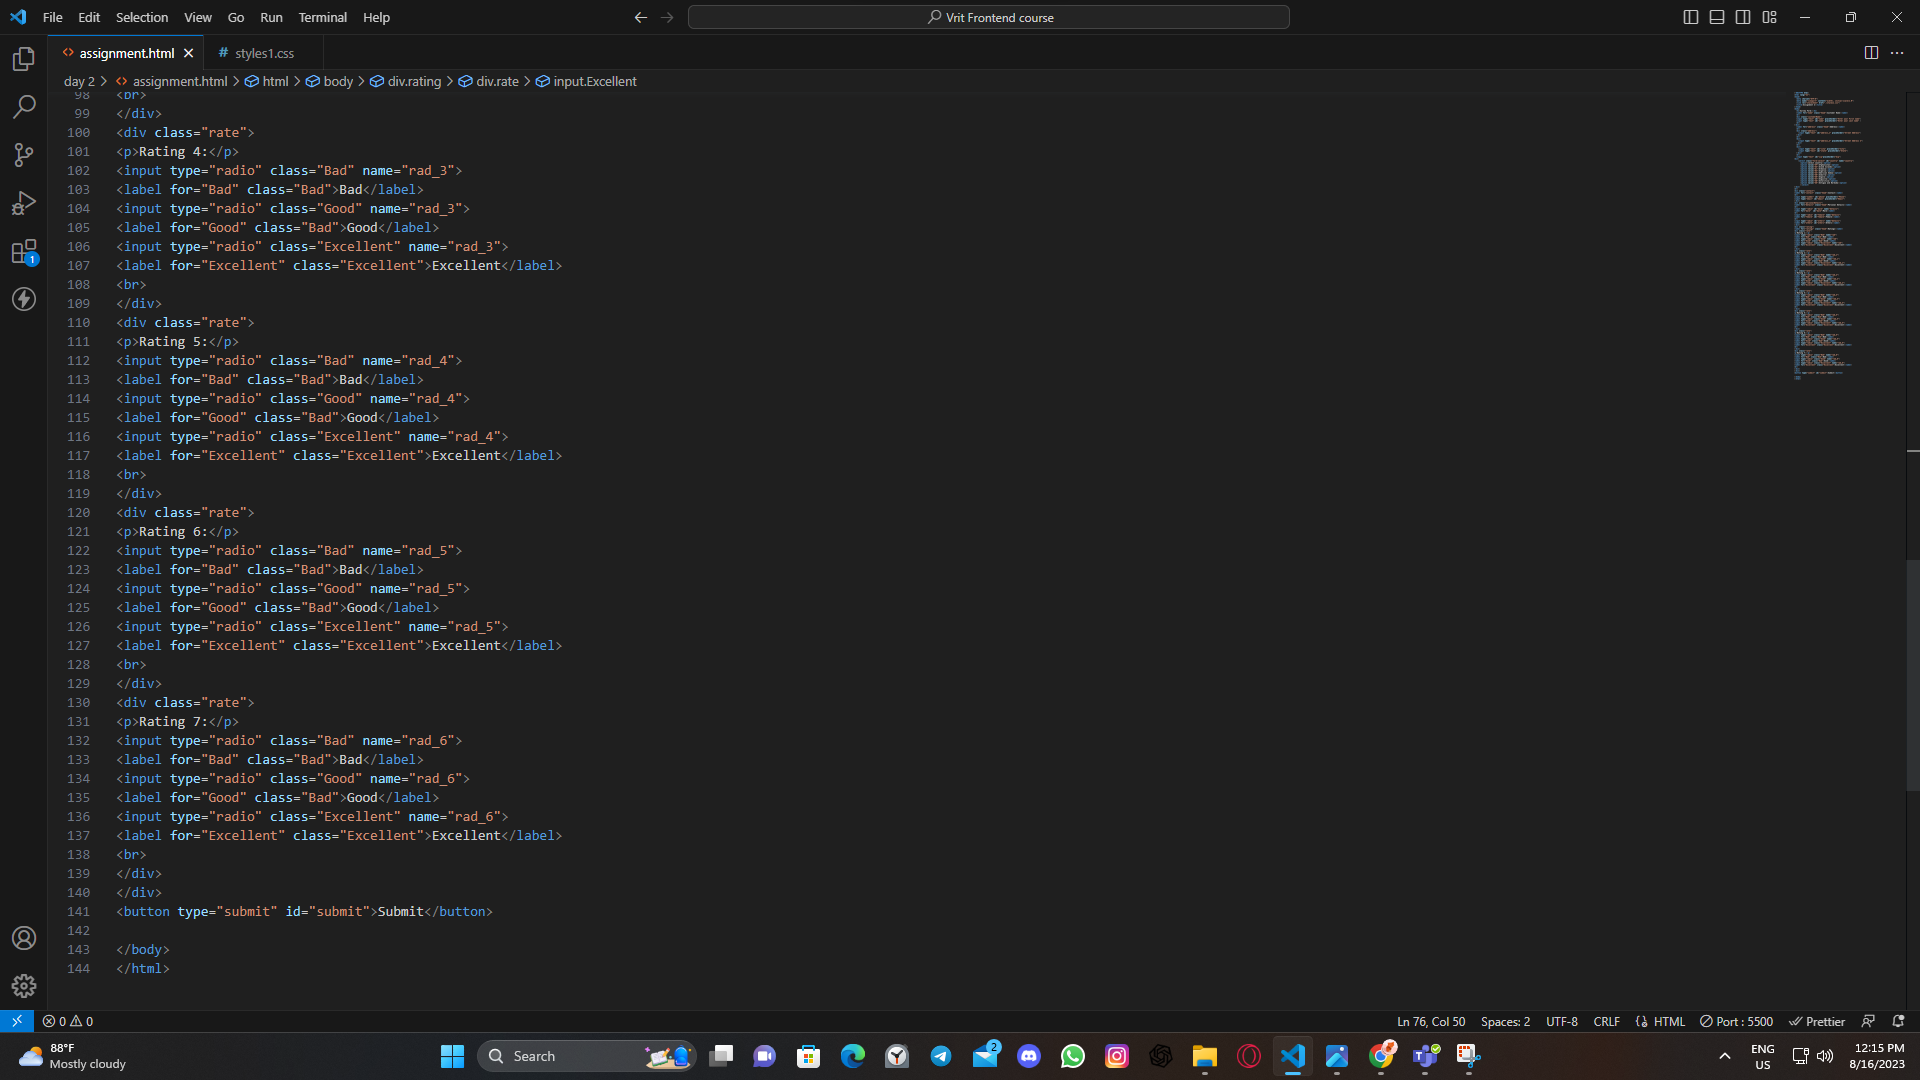 File Edit Selection View Go Run Terminal Help
Vrit Frontend course
assignment.html
# styles1.css
day 2 > assignment.html > html > body > div.rating > div.rate > input.Excellent
98 <br>
99 </div>
100 <div class="rate">
101 <p>Rating 4:</p>
102 <input type="radio" class="Bad" name="rad_3">
103 <label for="Bad" class="Bad">Bad</label>
104 <input type="radio" class="Good" name="rad_3">
105 <label for="Good" class="Bad">Good</label>
106 <input type="radio" class="Excellent" name="rad_3">
107 <label for="Excellent" class="Excellent">Excellent</label>
108 <br>
109 </div>
110 <div class="rate">
111 <p>Rating 5:</p>
112 <input type="radio" class="Bad" name="rad_4">
113 <label for="Bad" class="Bad">Bad</label>
114 <input type="radio" class="Good" name="rad_4">
115 <label for="Good" class="Bad">Good</label>
116 <input type="radio" class="Excellent" name="rad_4">
117 <label for="Excellent" class="Excellent">Excellent</label>
118 <br>
119 </div>
120 <div class="rate">
121 <p>Rating 6:</p>
122 <input type="radio" class="Bad" name="rad_5">
123 <label for="Bad" class="Bad">Bad</label>
124 <input type="radio" class="Good" name="rad_5">
125 <label for="Good" class="Bad">Good</label>
126 <input type="radio" class="Excellent" name="rad_5">
127 <label for="Excellent" class="Excellent">Excellent</label>
128 <br>
129 </div>
130 <div class="rate">
131 <p>Rating 7:</p>
132 <input type="radio" class="Bad" name="rad_6">
133 <label for="Bad" class="Bad">Bad</label>
134 <input type="radio" class="Good" name="rad_6">
135 <label for="Good" class="Bad">Good</label>
136 <input type="radio" class="Excellent" name="rad_6">
137 <label for="Excellent" class="Excellent">Excellent</label>
138 <br>
139 </div>
140 </div>
141 <button type="submit" id="submit">Submit</button>
142
143 </body>
144 </html>
1
0 0
Ln 76, Col 50 Spaces: 2 UTF-8 CRLF HTML Port : 5500 Prettier
88°F
Mostly cloudy
Search
2
ENG
US
12:15 PM
8/16/2023